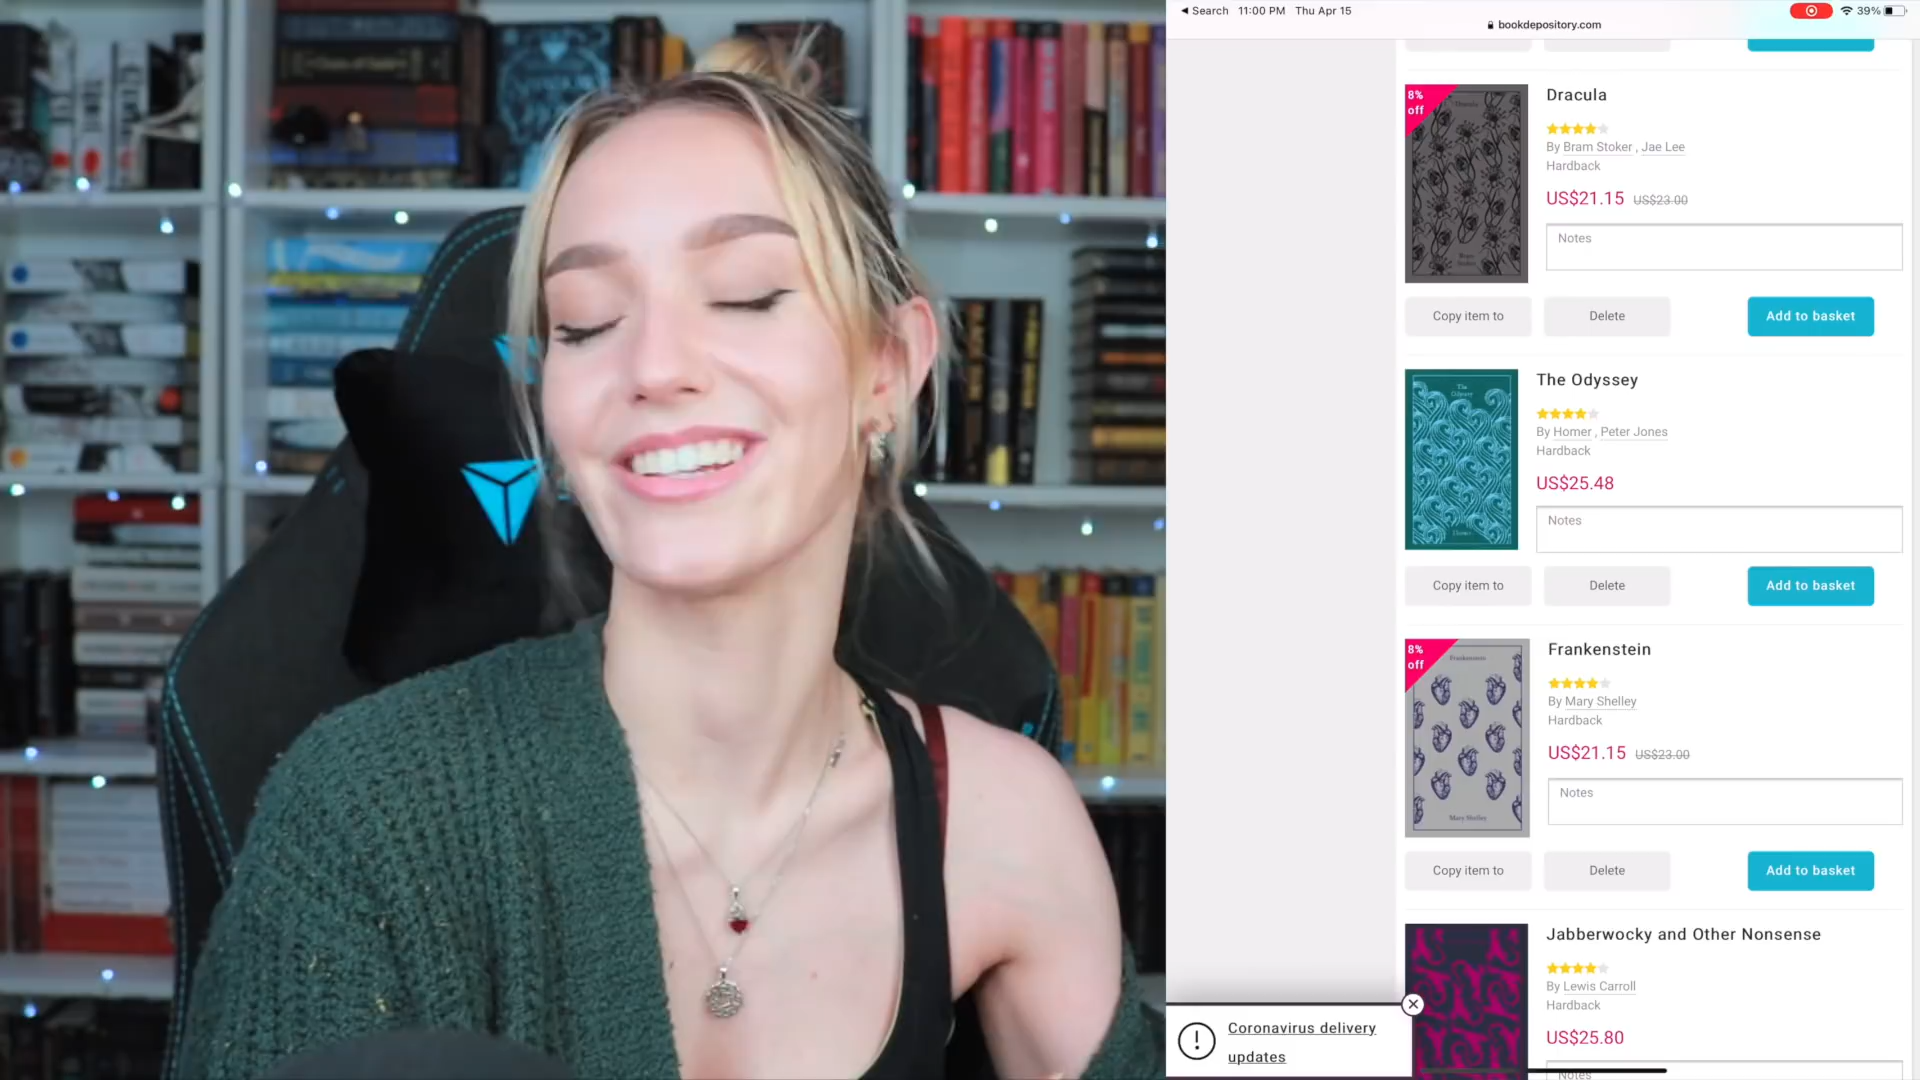 Search 11:00 PM Thu Apr 15
39%
bookdepository.com
8%
off
Dracula
By Bram Stoker , Jae Lee
Hardback
US$21.15 US$23.00
Notes
Copy item to
Delete
Add to basket
The Odyssey
By Homer , Peter Jones
Hardback
US$25.48
Notes
Copy item to
Delete
Add to basket
8%
off
Frankenstein
Frankenstein
By Mary Shelley
Hardback
US$21.15 US$23.00
Notes
Mary Shelley
Copy item to
Delete
Add to basket
Jabberwocky and Other Nonsense
By Lewis Carroll
Hardback
US$25.80
Notes
Coronavirus delivery
updates